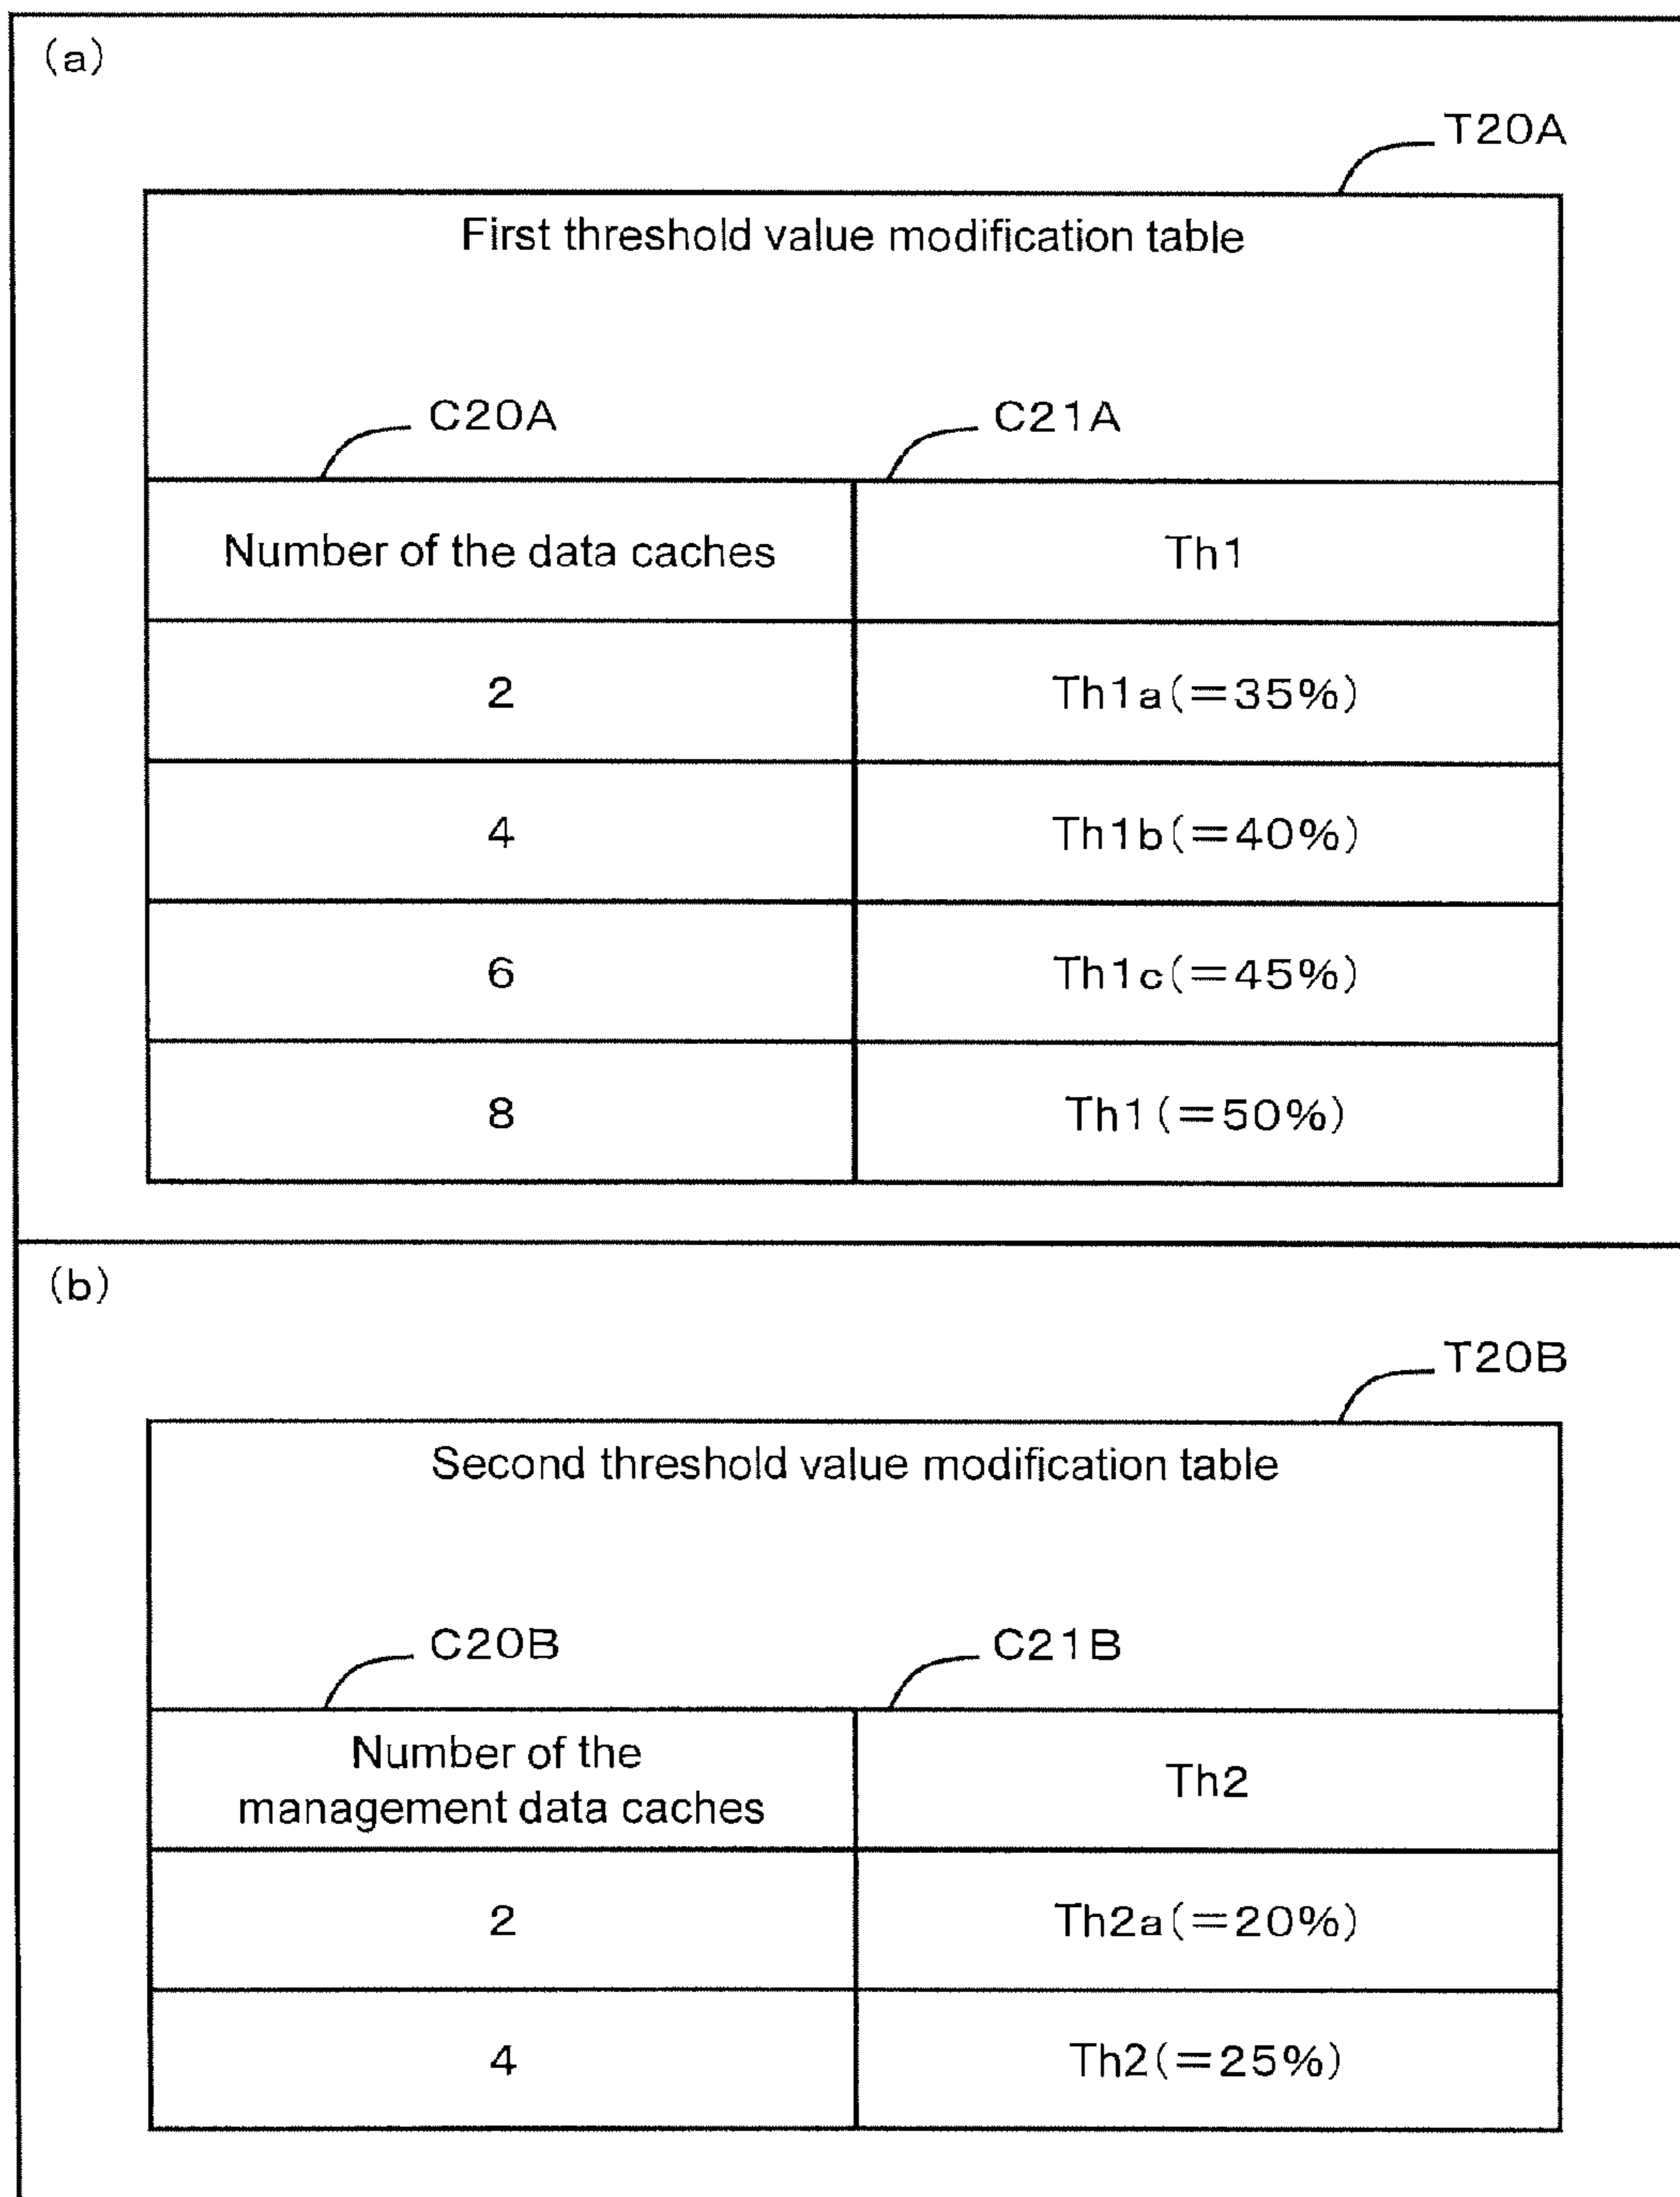 (a)
T20A
First threshold value modification table
C20A
C21A
Number of the data caches
Th1
2
Th1a(=35%)
4
Th1b(=40%)
6
Th1c(=45%)
8
Th1(=50%)
(b)
T20B
Second threshold value modification table
C20B
C21B
Number of the
management data caches
Th2
2
Th2a(=20%)
4
Th2(=25%)